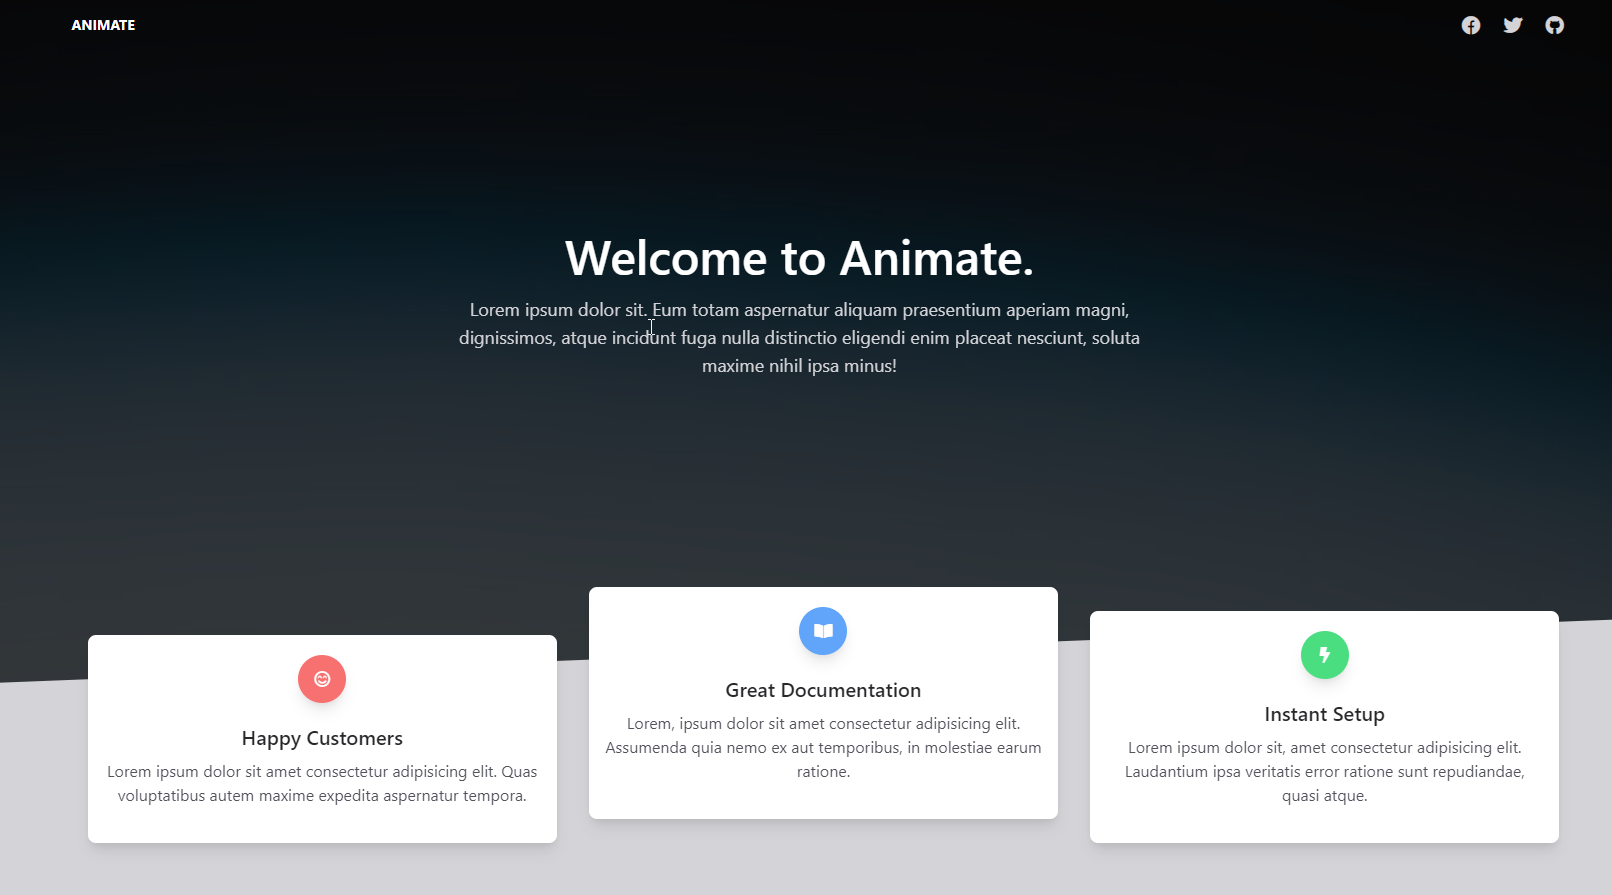 ANIMATE
Welcome to Animate.
Lorem ipsum dolor sit. Eum totam aspernatur aliquam praesentium aperiam magni,
dignissimos, atque incidunt fuga nulla distinctio eligendi enim placeat nesciunt, soluta
maxime nihil ipsa minus!
Happy Customers
Lorem ipsum dolor sit amet consectetur adipisicing elit. Quas
voluptatibus autem maxime expedita aspernatur tempora.
Great Documentation
Lorem, ipsum dolor sit amet consectetur adipisicing elit.
Assumenda quia nemo ex aut temporibus, in molestiae earum
ratione.
Instant Setup
Lorem ipsum dolor sit, amet consectetur adipisicing elit.
Laudantium ipsa veritatis error ratione sunt repudiandae,
quasi atque.